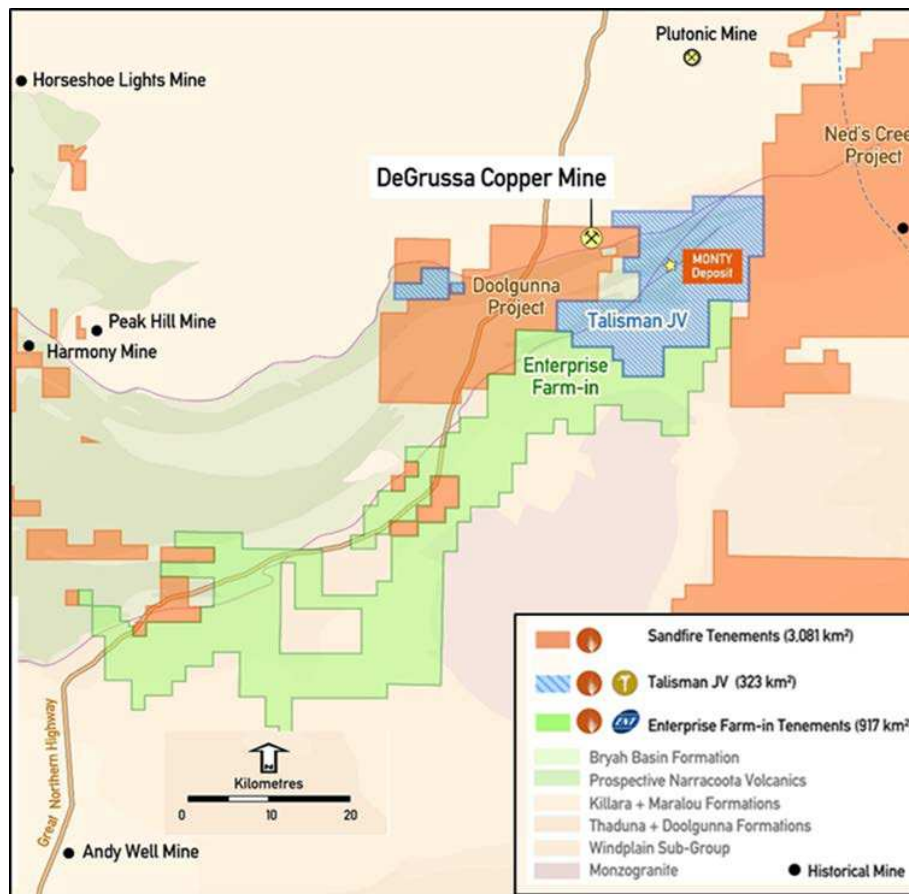 Plutonic Mine
Horseshoe Lights Mine
Ned's Cree
Project
DeGrussa Copper Mine
MONTY
Deposit
Doolgunna
Project
Talisman JV
Peak Hill Mine
Harmony Mine
Enterprise
Farm-in
Sandfire Tenements (3,081 km²)
Talisman JV (323 km²)
T
ENT
Enterprise Farm-in Tenements (917 km²
Bryah Basin Formation
Prospective Narracoota Volcanics
Killara + Maralou Formations
Thaduna + Doolgunna Formations
Windplain Sub-Group
Monzogranite
Historical Mine
N
Kilometres
0 10 20
Great Northern Highway
Andy Well Mine